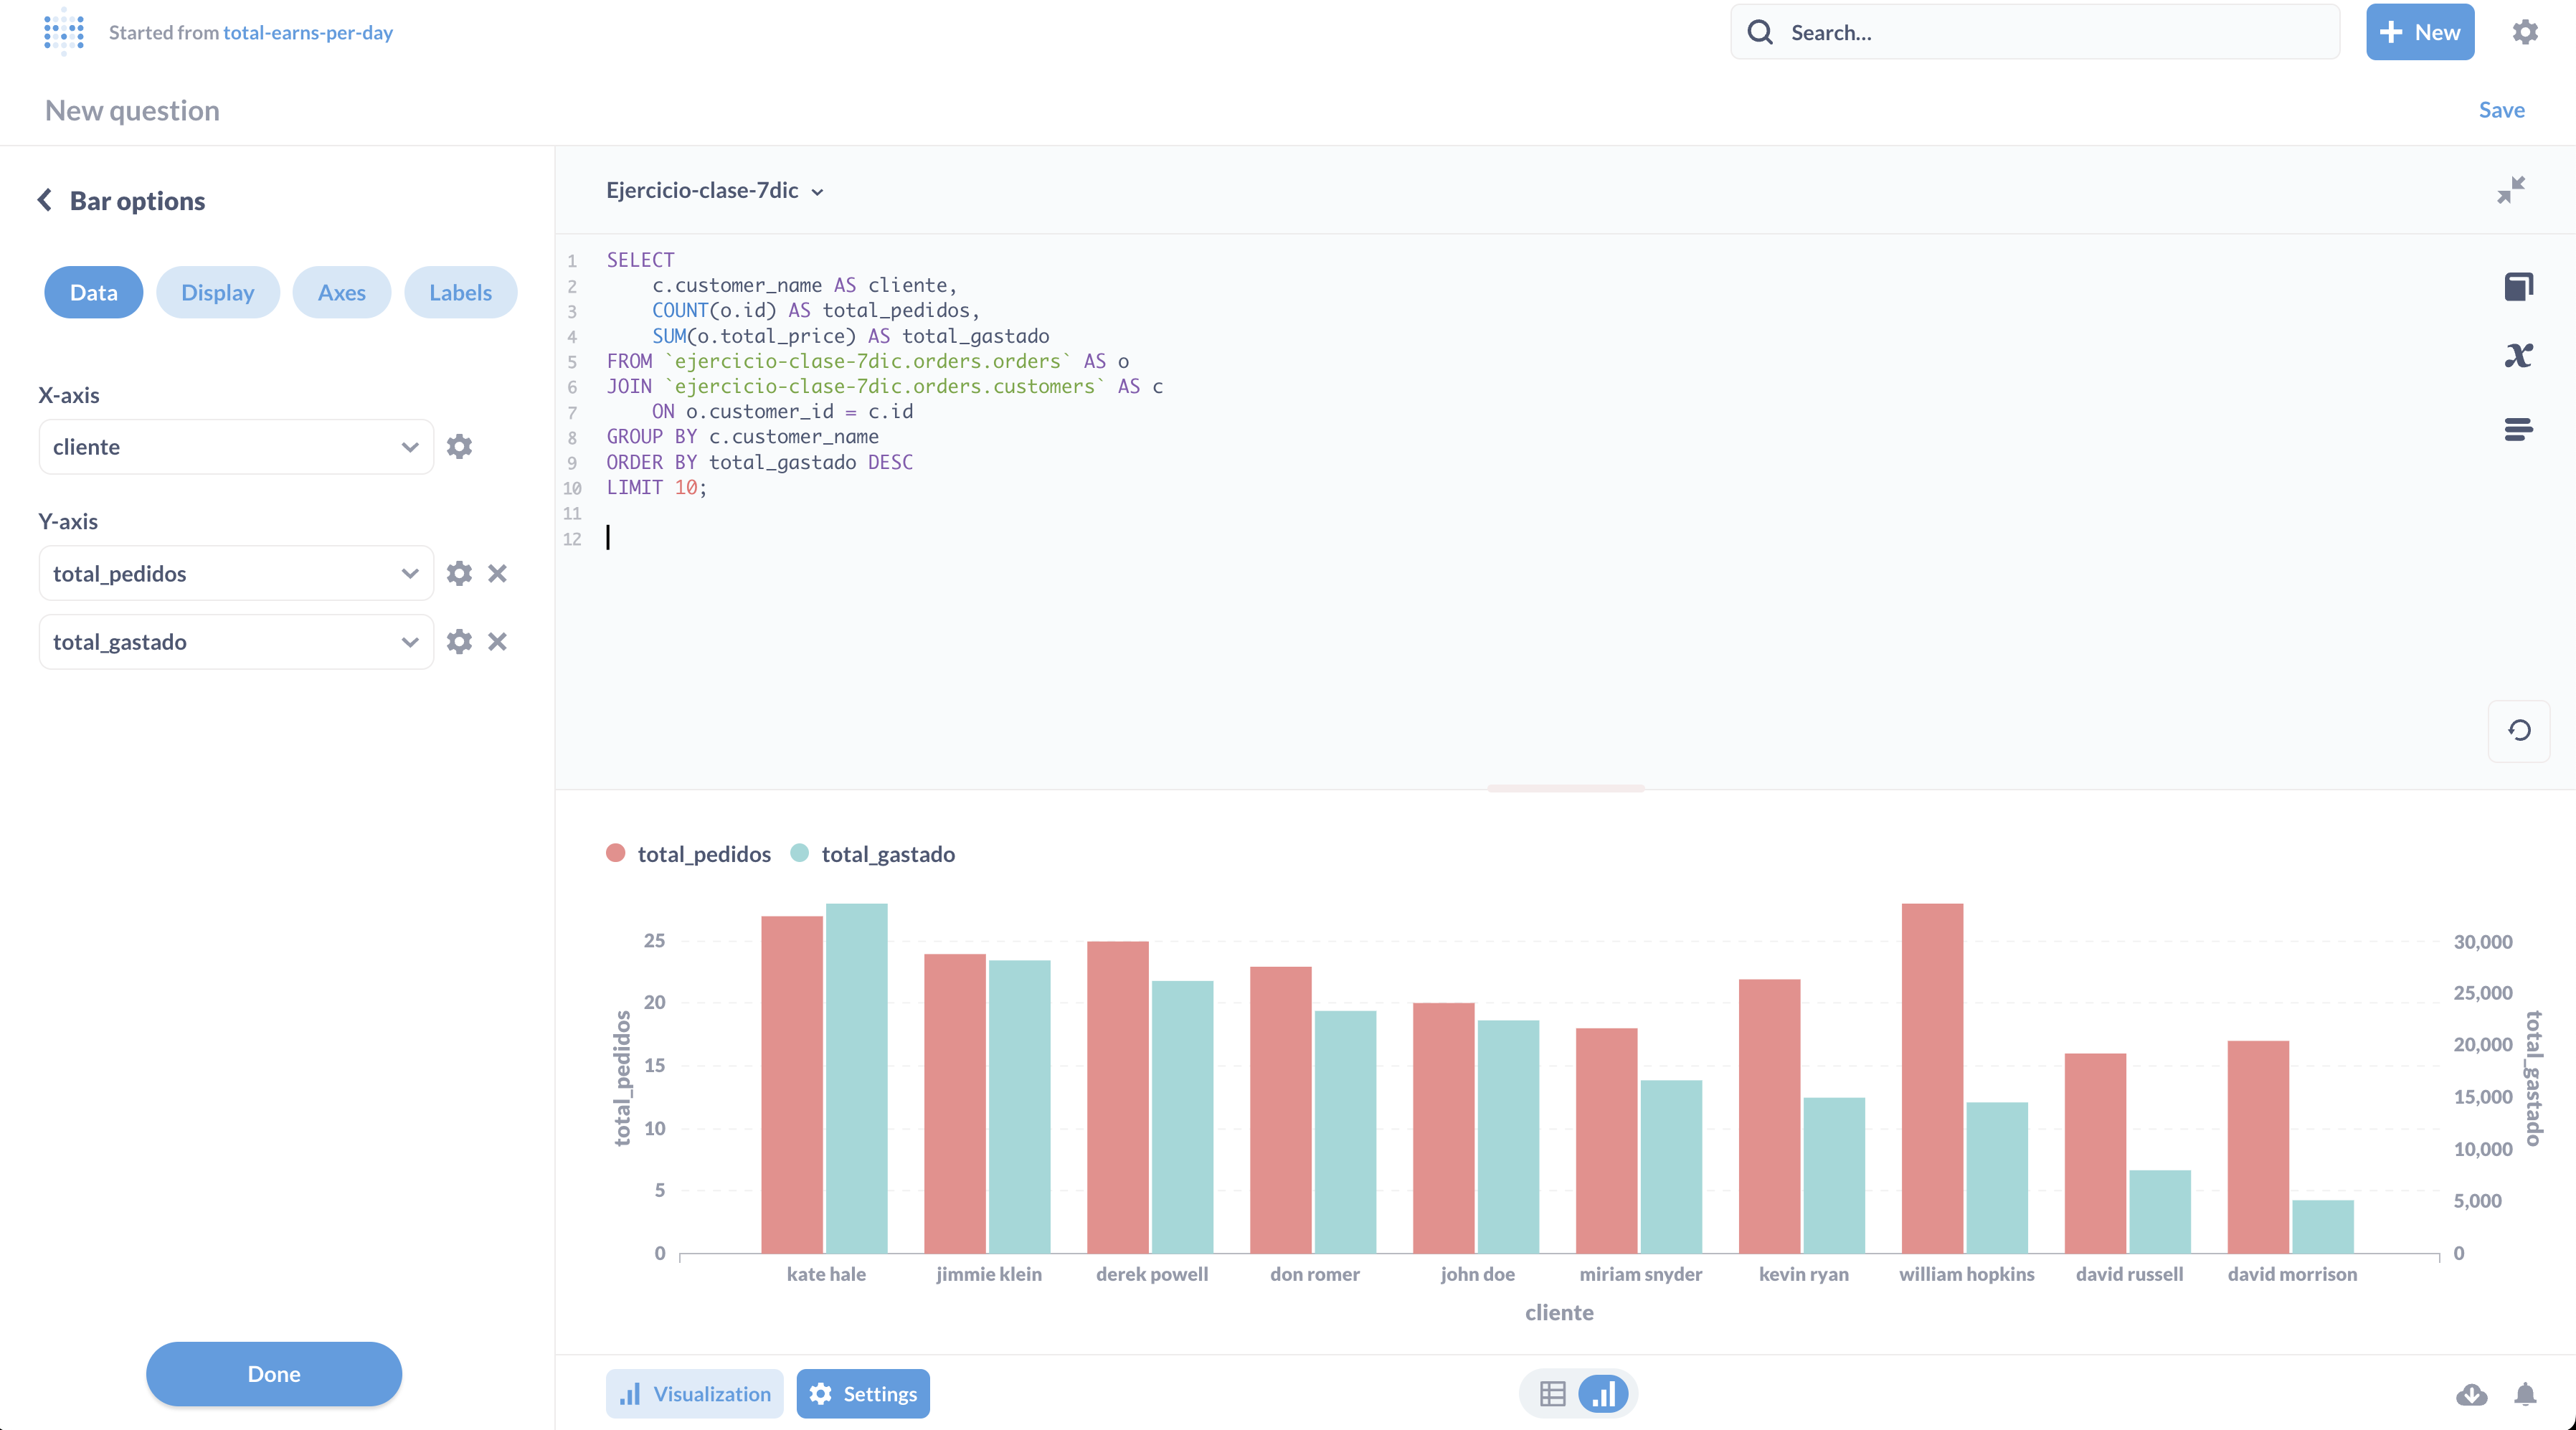 Started from total-earns-per-day
Search...
New
New question
Save
Bar options
Data
Display
Axes
Labels
X-axis
cliente
Y-axis
total_pedidos
total_gastado
Done
Ejercicio-clase-7dic
1 SELECT
2     c.customer_name AS cliente,
3     COUNT(o.id) AS total_pedidos,
4     SUM(o.total_price) AS total_gastado
5 FROM `ejercicio-clase-7dic.orders.orders` AS o
6 JOIN `ejercicio-clase-7dic.orders.customers` AS c
7     ON o.customer_id = c.id
8 GROUP BY c.customer_name
9 ORDER BY total_gastado DESC
10 LIMIT 10;
11
12
x
total_pedidos total_gastado
total_pedidos
25
20
15
10
5
0
30,000
25,000
20,000
15,000
10,000
5,000
0
total_gastado
kate hale
jimmie klein
derek powell
don romer
john doe
miriam snyder
kevin ryan
william hopkins
david russell
david morrison
cliente
Visualization
Settings